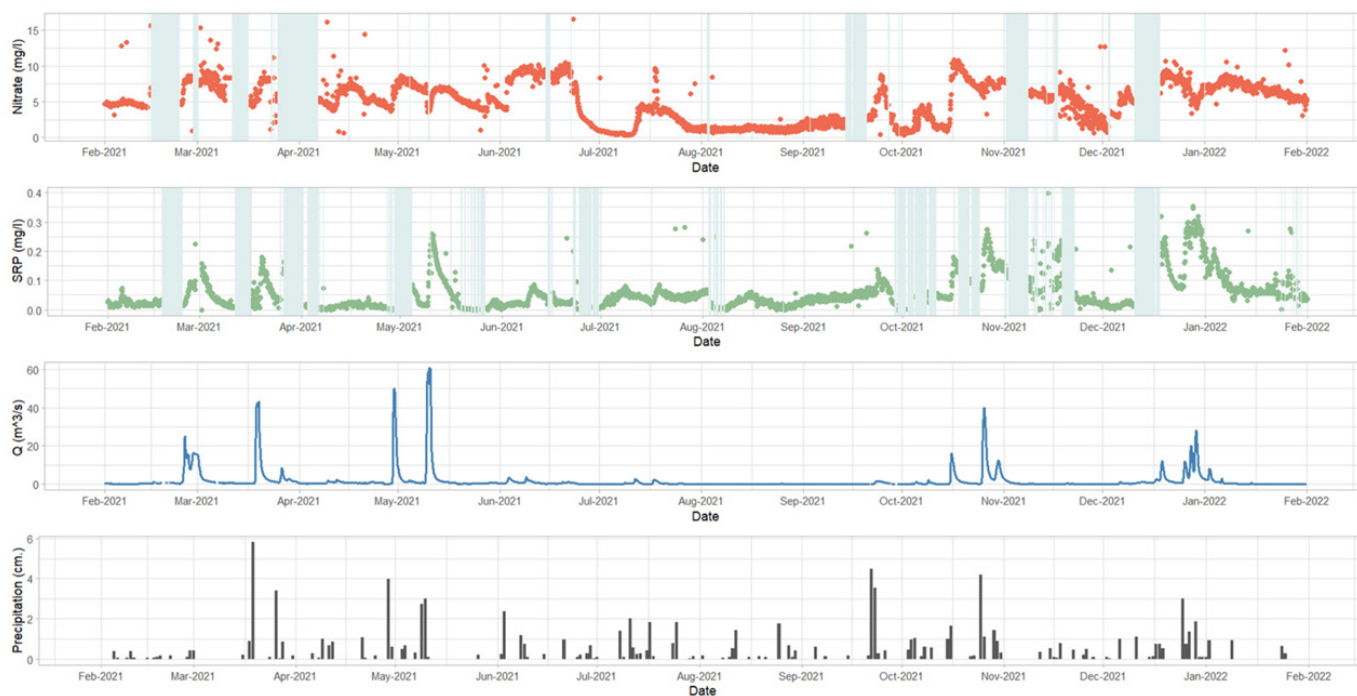 Nitrate (mg/l)
15
10
5
0
Feb-2021 Mar-2021 Apr-2021 May-2021 Jun-2021 Jul-2021 Aug-2021 Sep-2021 Oct-2021 Nov-2021 Dec-2021 Jan-2022 Feb-2022
Date
SRP (mg/l)
0.4
0.3
0.2
0.1
0.0
Feb-2021 Mar-2021 Apr-2021 May-2021 Jun-2021 Jul-2021 Aug-2021 Sep-2021 Oct-2021 Nov-2021 Dec-2021 Jan-2022 Feb-2022
Date
Q (m^3/s)
60
40
20
0
Feb-2021 Mar-2021 Apr-2021 May-2021 Jun-2021 Jul-2021 Aug-2021 Sep-2021 Oct-2021 Nov-2021 Dec-2021 Jan-2022 Feb-2022
Date
Precipitation (cm.)
6
4
2
0
Feb-2021 Mar-2021 Apr-2021 May-2021 Jun-2021 Jul-2021 Aug-2021 Sep-2021 Oct-2021 Nov-2021 Dec-2021 Jan-2022 Feb-2022
Date